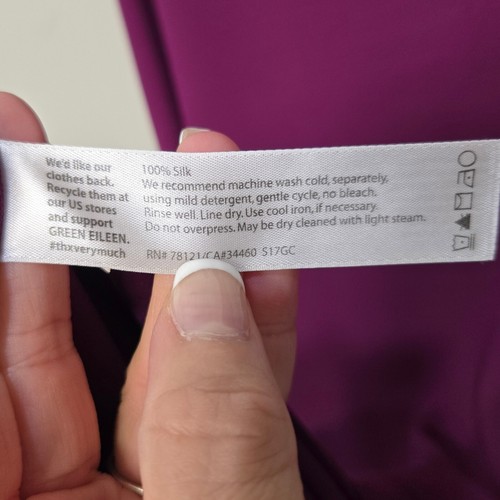 We'd like our
clothes back.
Recycle them at
our US stores
and support
GREEN EILEEN.
#thxverymuch
100% Silk
We recommend machine wash cold, separately,
using mild detergent, gentle cycle, no bleach.
Rinse well. Line dry. Use cool iron, if necessary.
Do not overpress. May be dry cleaned with light steam.
RN# 78121/CA#34460 S17GC